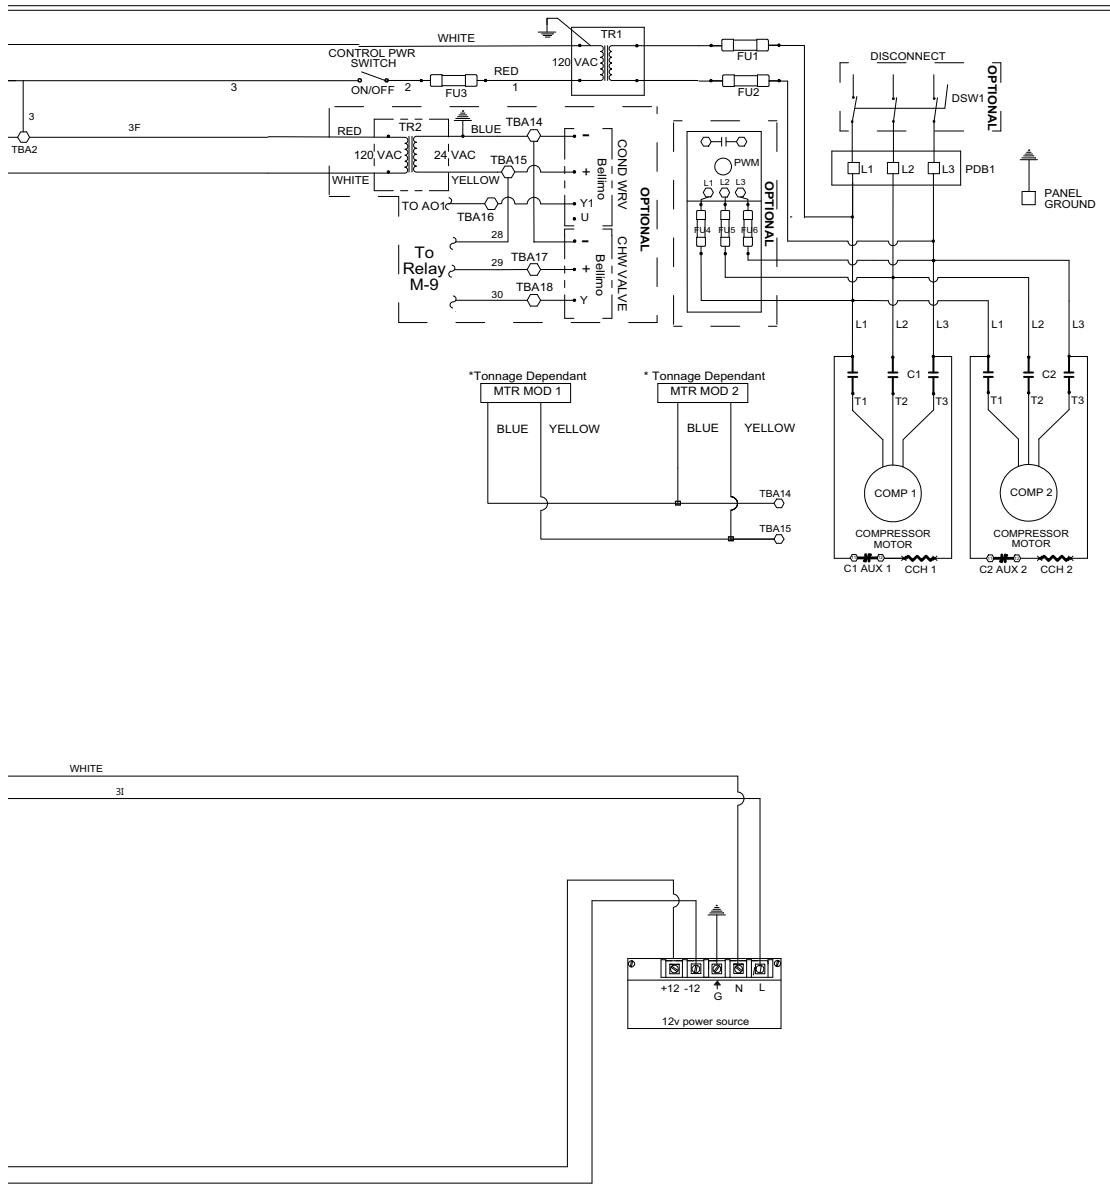 WHITE
TR1
120 VAC
FU1
DISCONNECT
OPTIONAL
CONTROL PWR
SWITCH
ON/OFF
3
2
FU3
RED
1
FU2
DSW1
3
TBA2
3F
RED
TR2
BLUE
TBA14
120 VAC
24 VAC
TBA15
WHITE
YELLOW
-
+
COND WRV
Bellimo
OPTIONAL
TO AO1
TBA16
Y1
U
To
Relay
M-9
28
29
TBA17
30
TBA18
-
+
Y
CHW VALVE
Bellimo
PWM
L1 L2 L3
FU4
FU5
FU6
OPTIONAL
L1
L2
L3
PDB1
PANEL
GROUND
L1
L2
L3
L1
L2
L3
C1
C2
T1
T2
T3
T1
T2
T3
COMP 1
COMP 2
COMPRESSOR
MOTOR
COMPRESSOR
MOTOR
C1 AUX 1
CCH 1
C2 AUX 2
CCH 2
*Tonnage Dependant
MTR MOD 1
* Tonnage Dependant
MTR MOD 2
BLUE
YELLOW
BLUE
YELLOW
TBA14
TBA15
WHITE
3I
+12 -12
G
N
L
12v power source